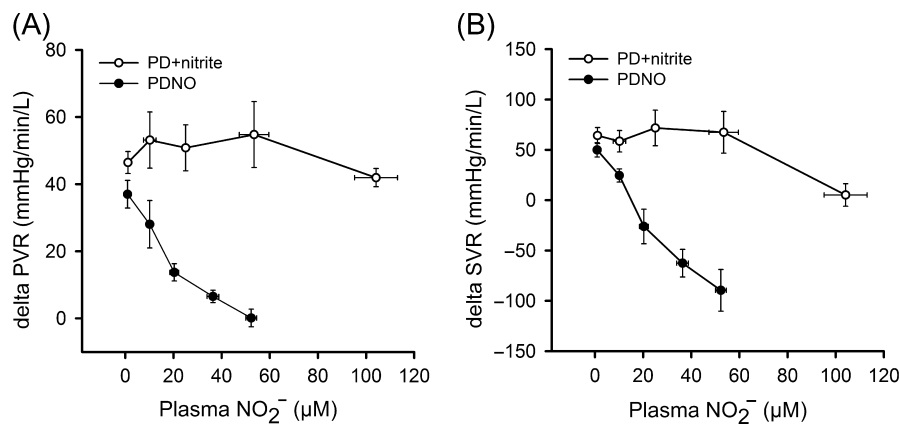 (A)
80
60
40
20
0
delta PVR (mmHg/min/L)
PD+nitrite
PDNO
0 20 40 60 80 100 120
Plasma NO₂⁻ (µM)
(B)
150
100
50
0
−50
−100
−150
delta SVR (mmHg/min/L)
PD+nitrite
PDNO
0 20 40 60 80 100 120
Plasma NO₂⁻ (µM)